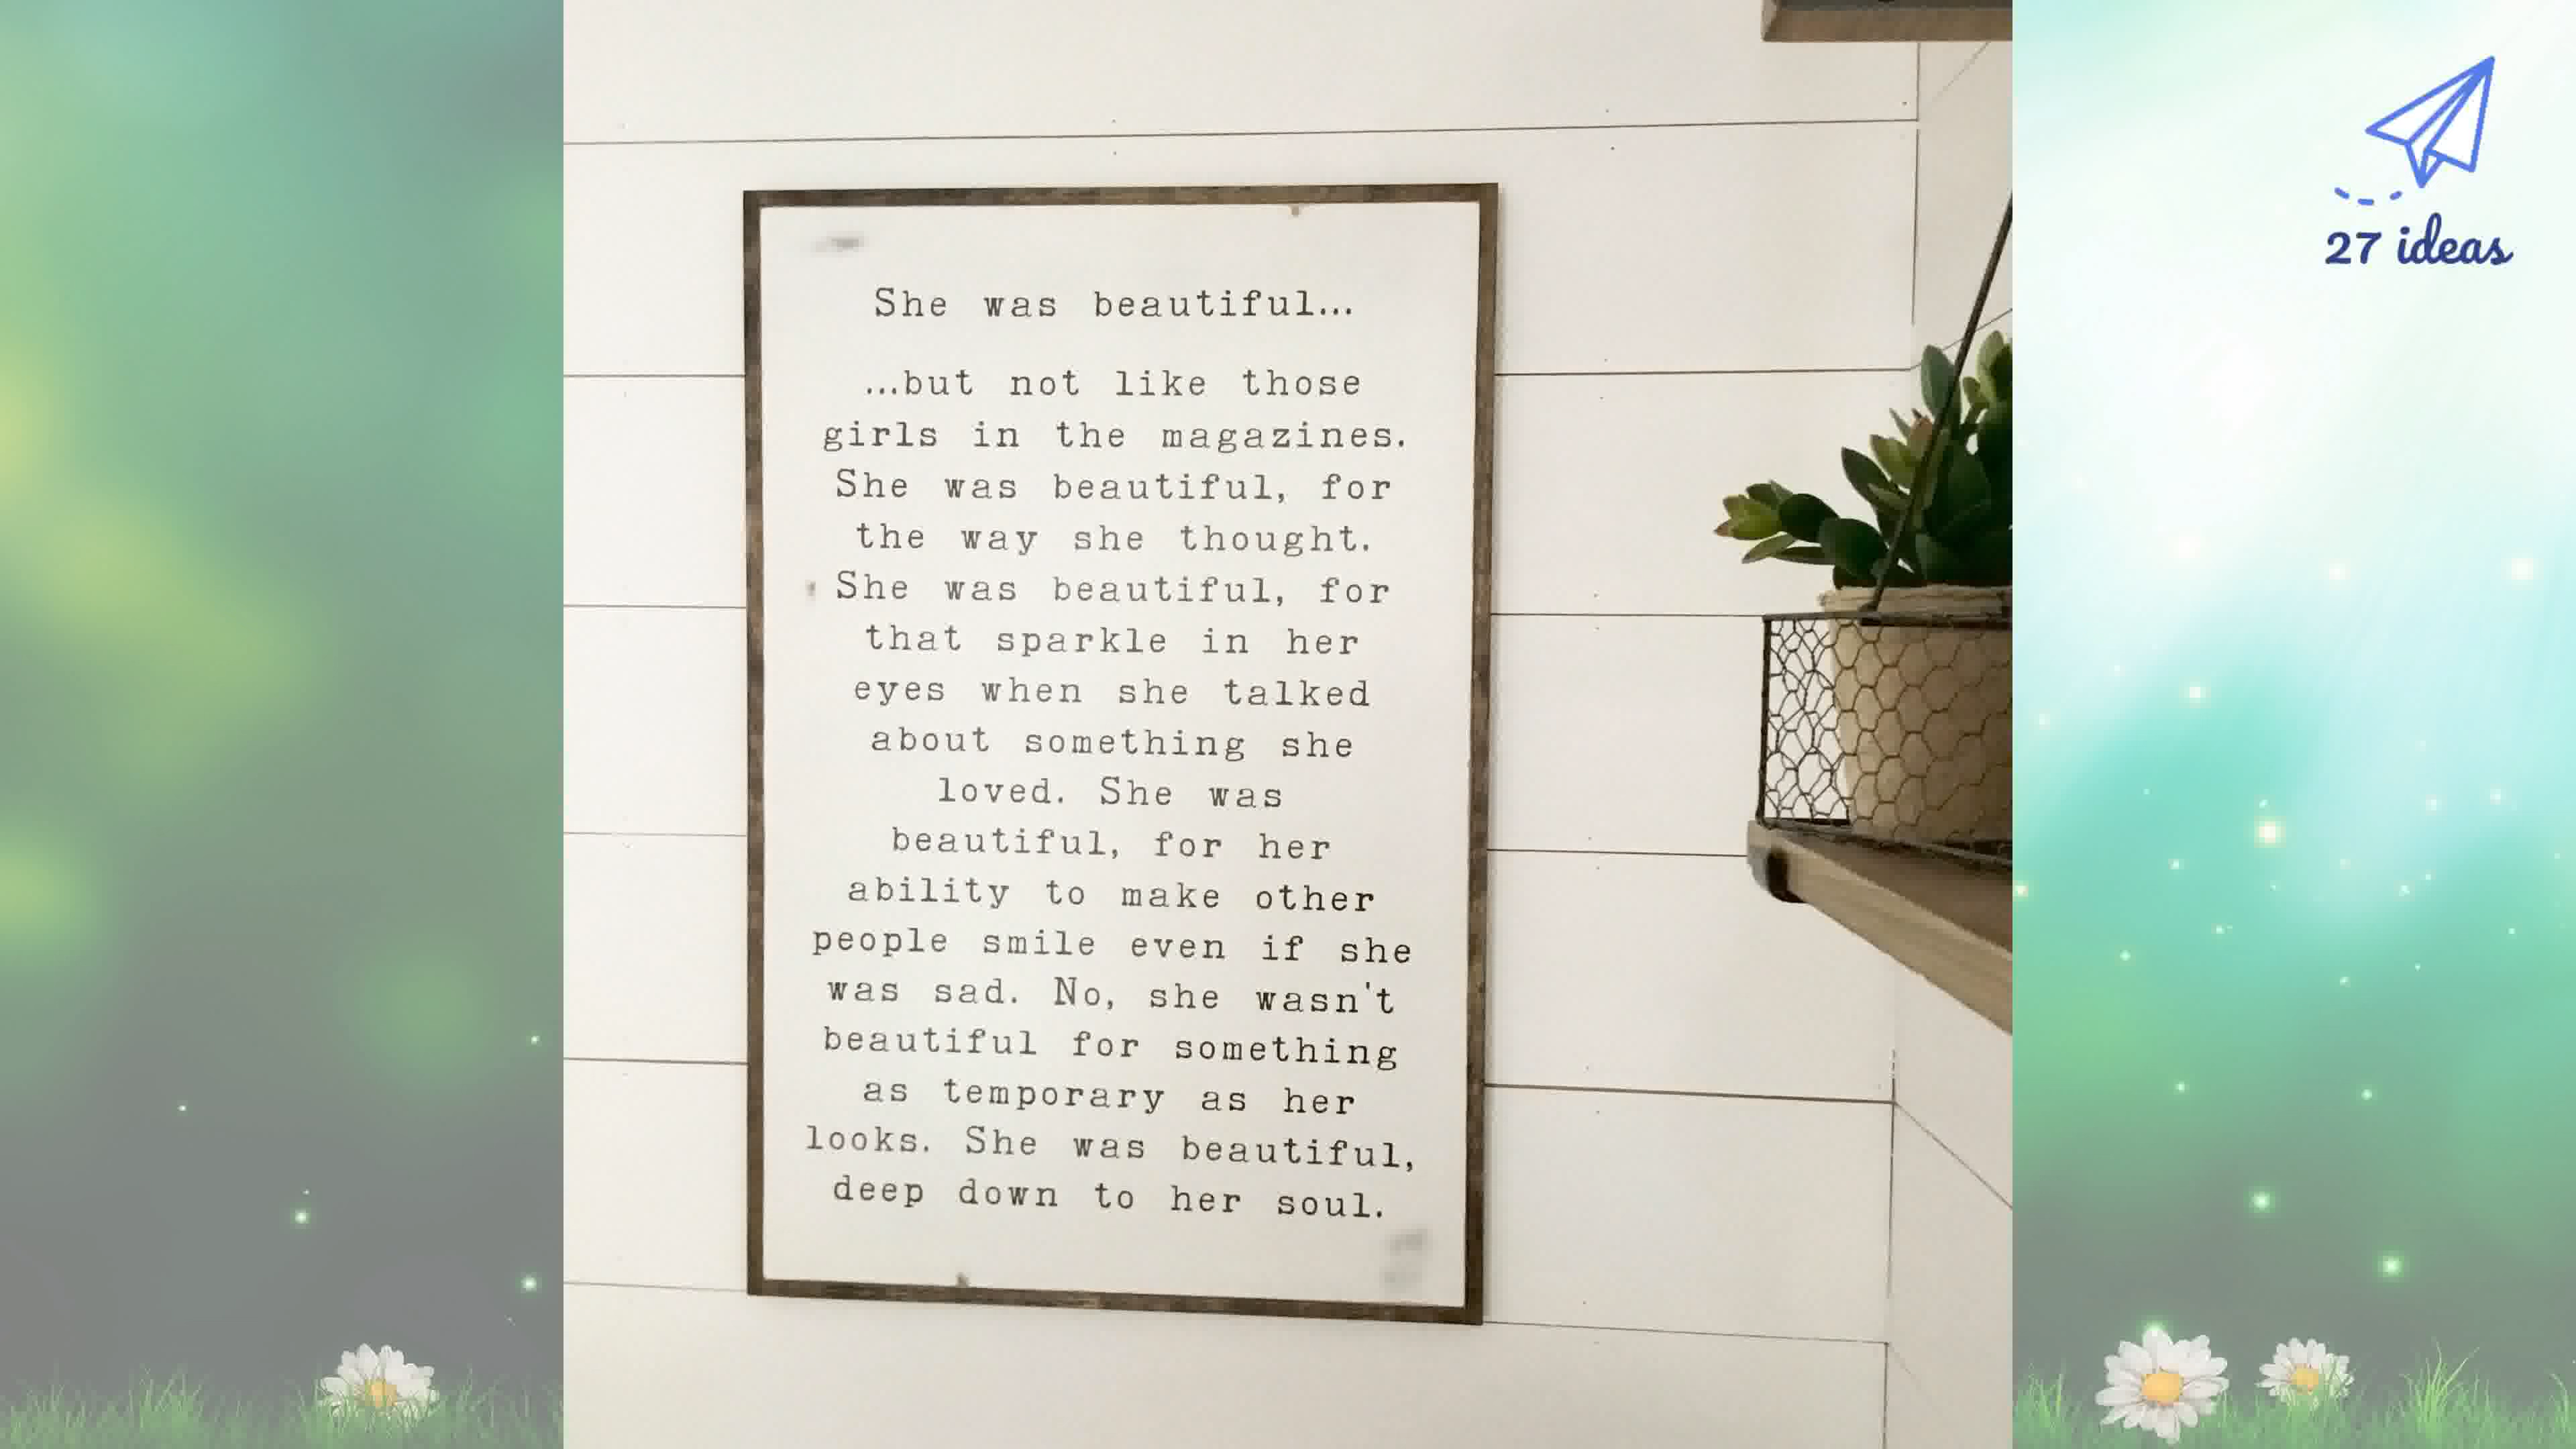 She was beautiful...
...but not like those
girls in the magazines.
She was beautiful, for
the way she thought.
She was beautiful, for
that sparkle in her
eyes when she talked
about something she
loved. She was
beautiful, for her
ability to make other
people smile even if she
was sad. No, she wasn't
beautiful for something
as temporary as her
looks. She was beautiful,
deep down to her soul.
27 ideas